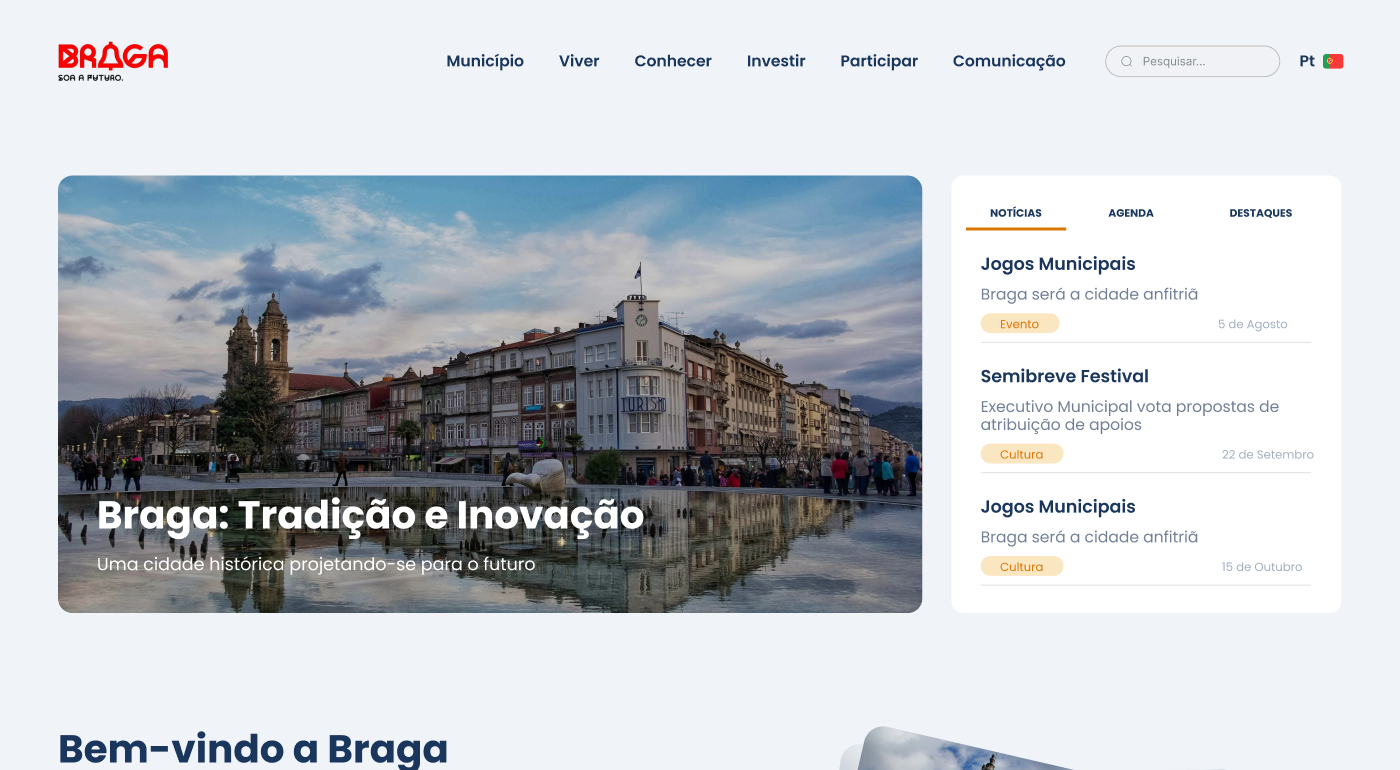 BRAGA
SOA A FUTURO.
Município Viver Conhecer Investir Participar Comunicação Pesquisar... Pt
TURISM
Braga: Tradição e Inovação
Uma cidade histórica projetando-se para o futuro
NOTÍCIAS AGENDA DESTAQUES
Jogos Municipais
Braga será a cidade anfitriã
Evento 5 de Agosto
Semibreve Festival
Executivo Municipal vota propostas de
atribuição de apoios
Cultura 22 de Setembro
Jogos Municipais
Braga será a cidade anfitriã
Cultura 15 de Outubro
Bem-vindo a Braga